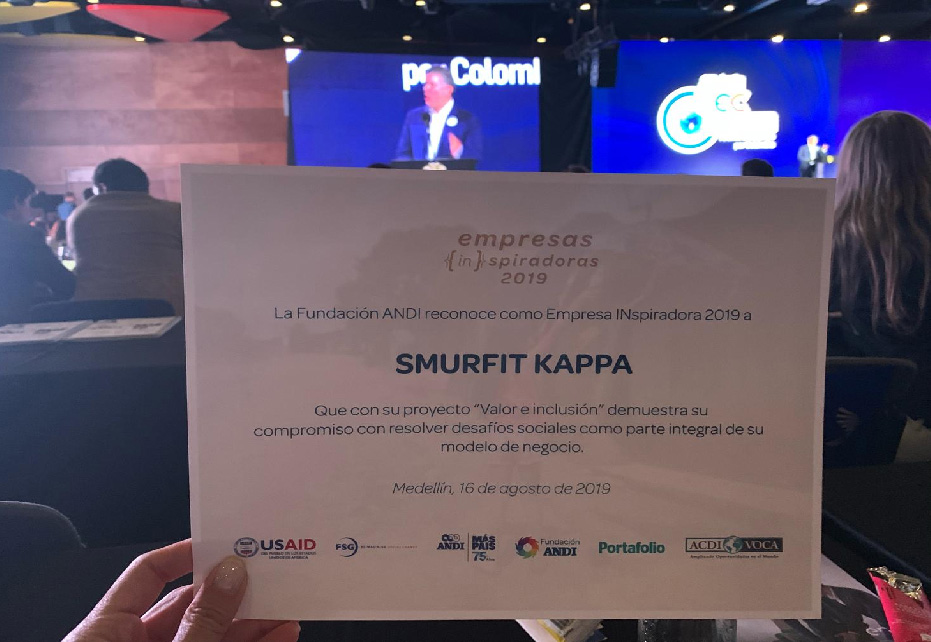 por Colomb
empresas
{in}spiradoras
2019
La Fundación ANDI reconoce como Empresa INspiradora 2019 a
SMURFIT KAPPA
Que con su proyecto “Valor e inclusión” demuestra su
compromiso con resolver desafíos sociales como parte integral de su
modelo de negocio.
Medellín, 16 de agosto de 2019
USAID
FSG
ANDI
MÁS
PAÍS
75
Fundación
ANDI
Portafolio
ACDI VOCA